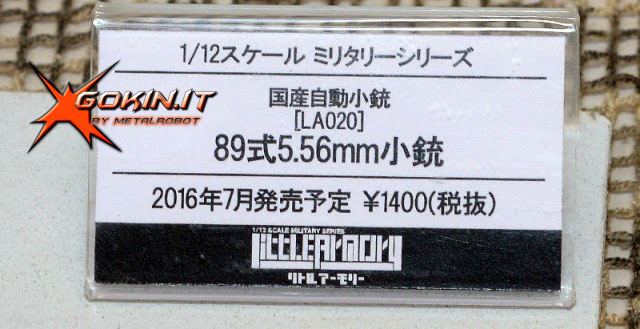 1/12スケール ミリタリーシリーズ
GOKIN.IT
BY METALROBOT
国産自動小銃
[LA020]
89式5.56mm小銃
2016年7月発売予定 ¥1400(税抜)
1/12 SCALE MILITARY SERIES
LittleArmory
リトルアーモリー